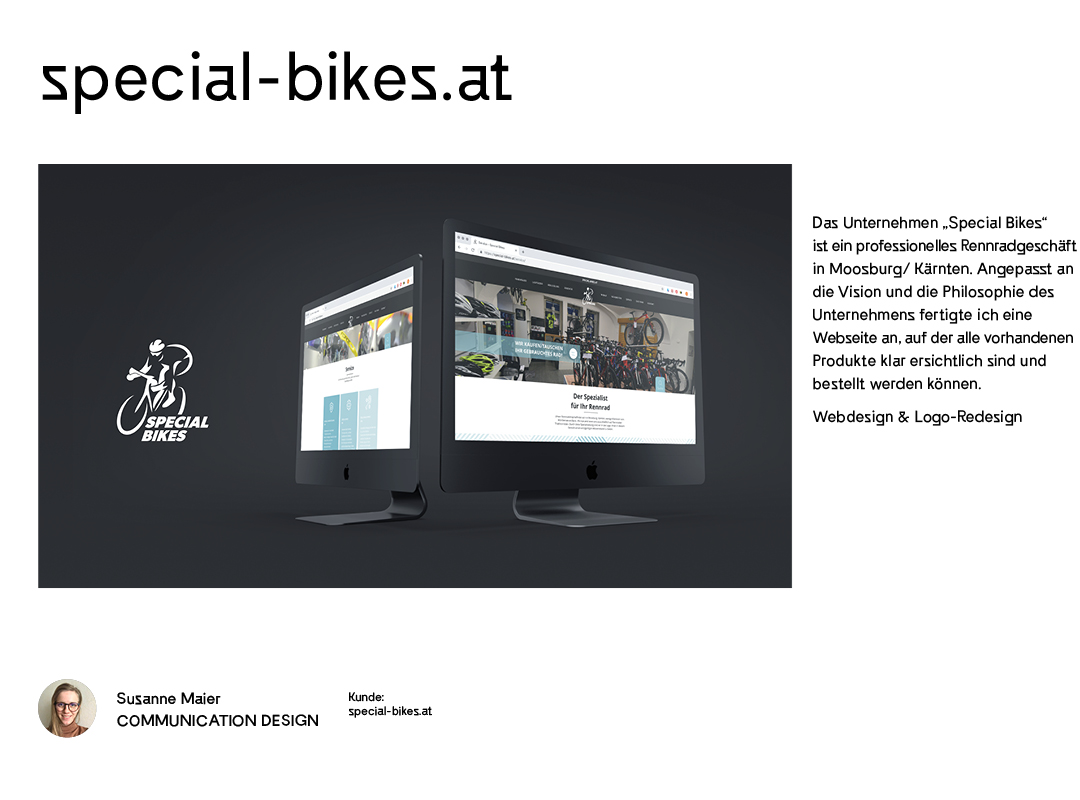 special-bikes.at
SPECIAL
BIKES
Service
WIR KAUFEN/TAUSCHEN
IHR GEBRAUCHTES RAD!
Der Spezialist
für Ihr Rennrad
Das Unternehmen „Special Bikes“
ist ein professionelles Rennradgeschäft
in Moosburg/ Kärnten. Angepasst an
die Vision und die Philosophie des
Unternehmens fertigte ich eine
Webseite an, auf der alle vorhandenen
Produkte klar ersichtlich sind und
bestellt werden können.
Webdesign & Logo-Redesign
Susanne Maier
COMMUNICATION DESIGN
Kunde:
special-bikes.at